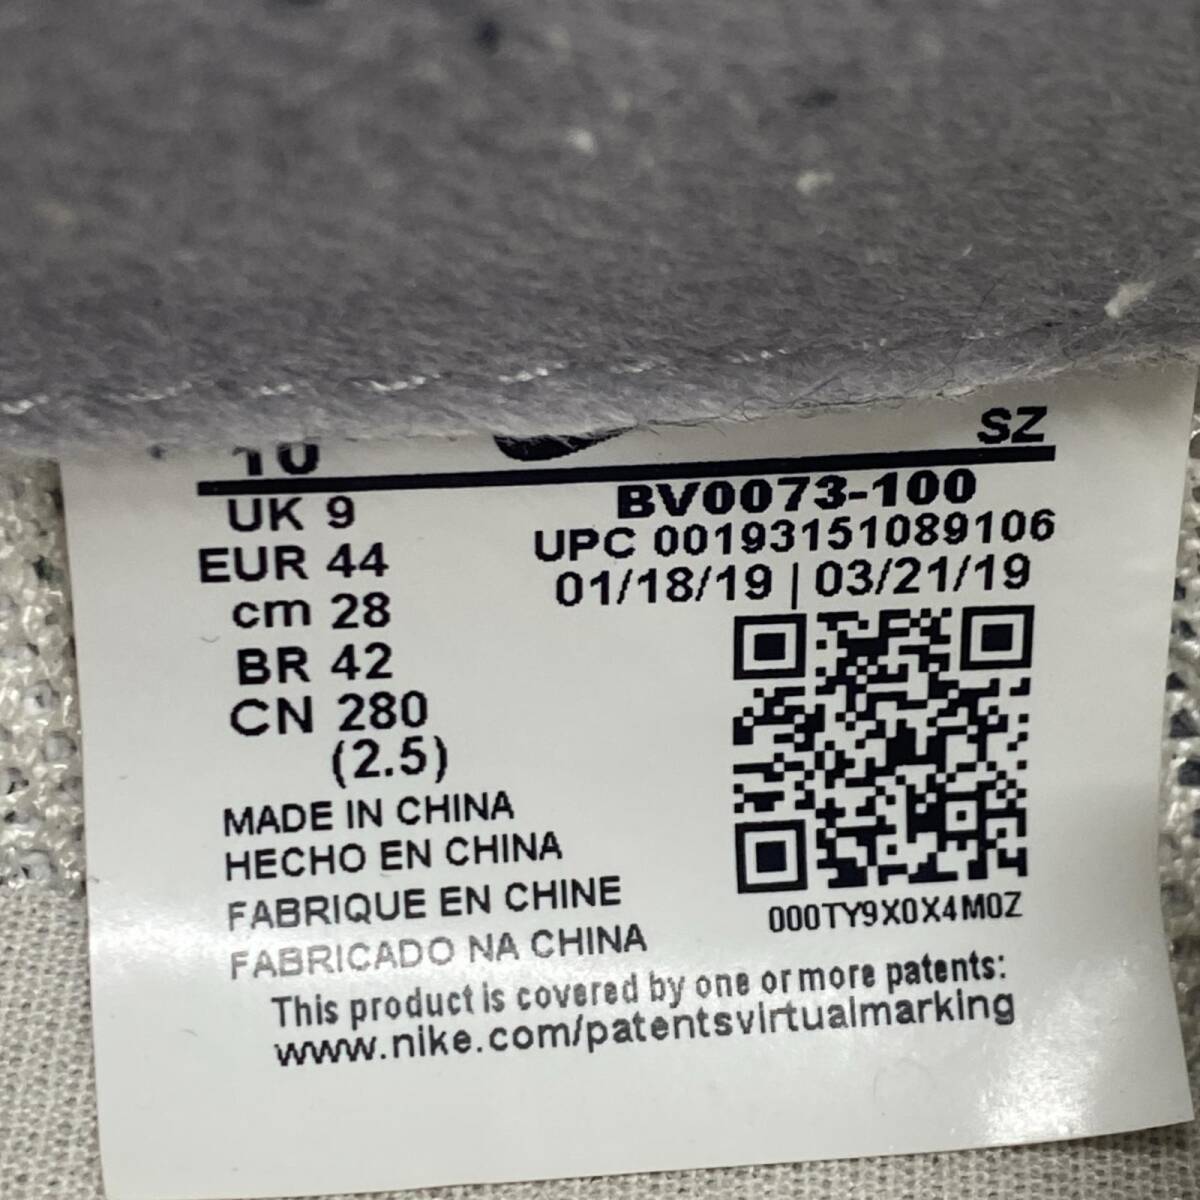 10
SZ
UK 9
BV0073-100
EUR 44
UPC 00193151089106
cm 28
01/18/19 | 03/21/19
BR 42
CN 280
(2.5)
MADE IN CHINA
HECHO EN CHINA
FABRIQUE EN CHINE
FABRICADO NA CHINA
000TY9X0X4M0Z
This product is covered by one or more patents:
www.nike.com/patentsvirtualmarking